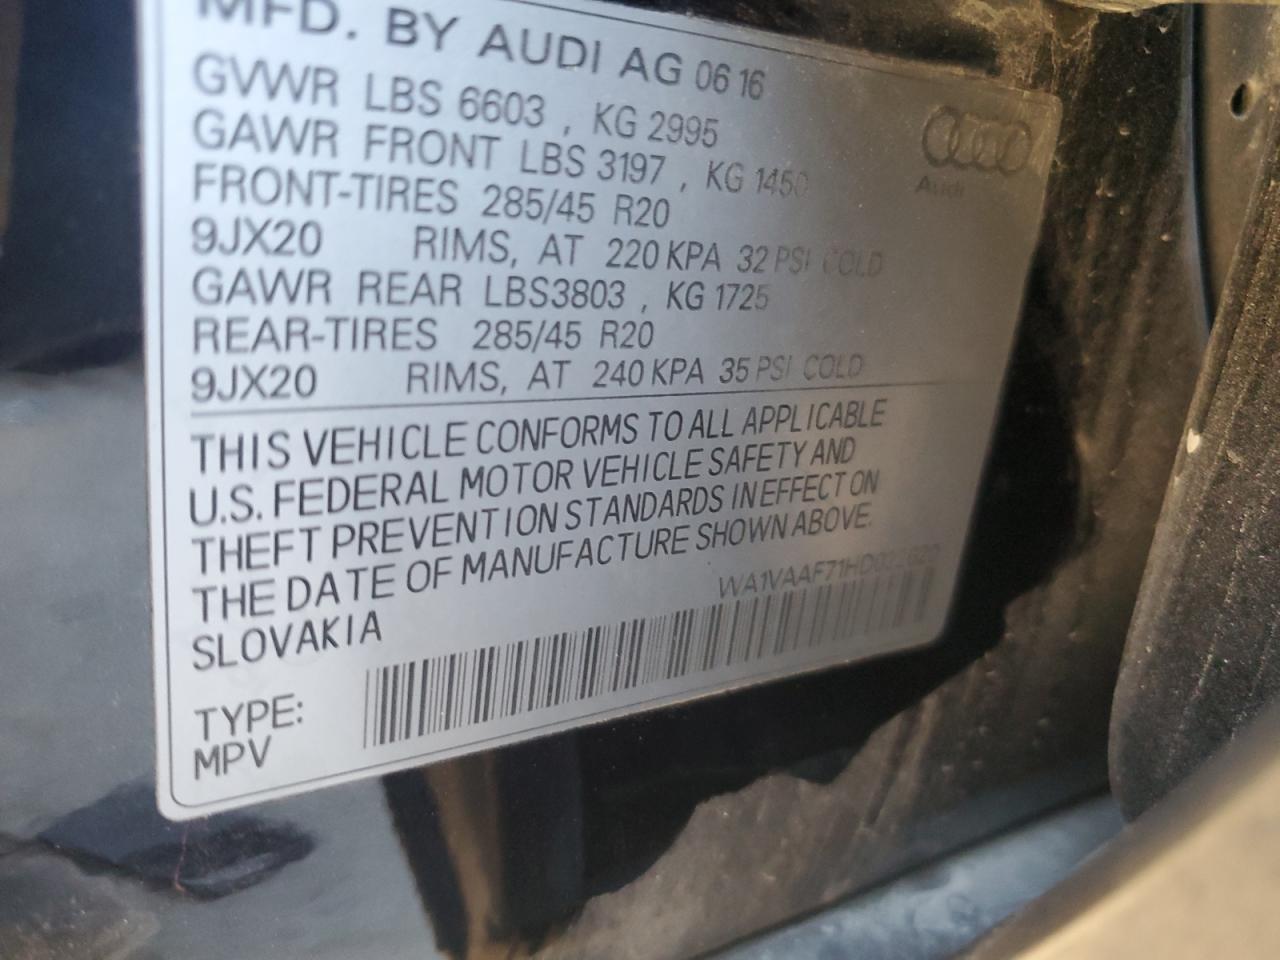 MFD. BY AUDI AG 06 16
GVWR LBS 6603 , KG 2995
GAWR FRONT LBS 3197 , KG 1450
FRONT-TIRES 285/45 R20
9JX20 RIMS, AT 220 KPA 32 PSI COLD
GAWR REAR LBS3803 , KG 1725
REAR-TIRES 285/45 R20
9JX20 RIMS, AT 240 KPA 35 PSI COLD
Audi
THIS VEHICLE CONFORMS TO ALL APPLICABLE
U.S. FEDERAL MOTOR VEHICLE SAFETY AND
THEFT PREVENTION STANDARDS IN EFFECT ON
THE DATE OF MANUFACTURE SHOWN ABOVE.
SLOVAKIA
TYPE:
MPV